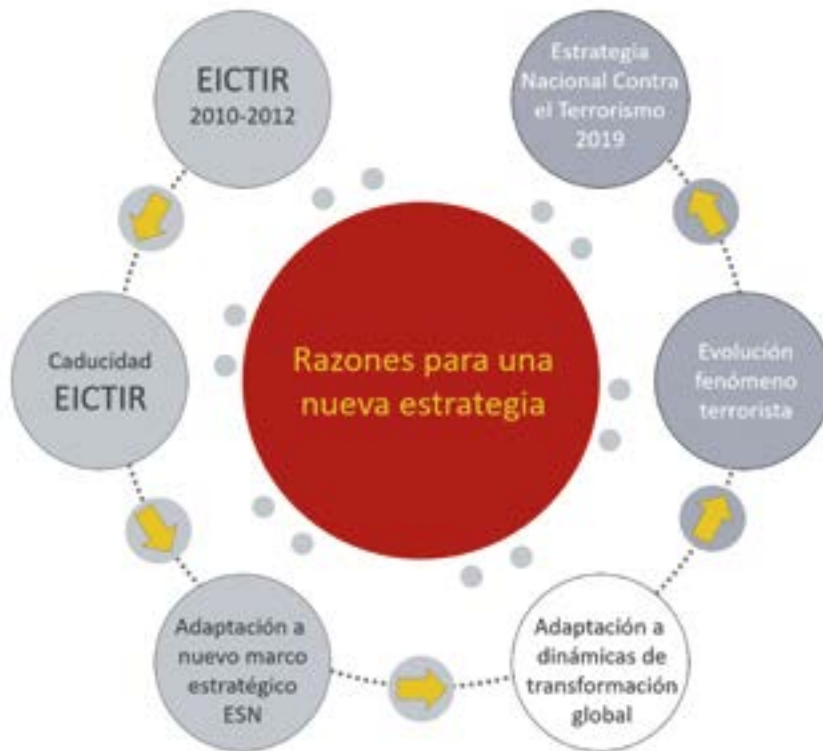 EICTIR
2010-2012
Estrategia
Nacional Contra
el Terrorismo
2019
Caducidad
EICTIR
Razones para una
nueva estrategia
Evolución
fenómeno
terrorista
Adaptación a
nuevo marco
estratégico
ESN
Adaptación a
dinámicas de
transformación
global